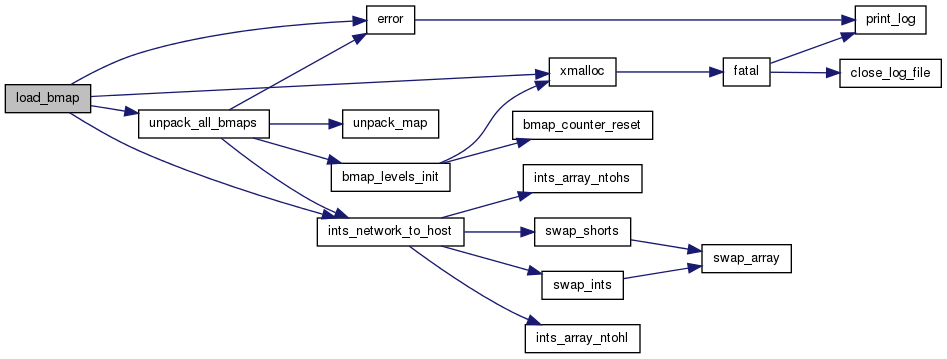 load_bmap
error
unpack_all_bmaps
unpack_map
bmap_levels_init
ints_network_to_host
xmalloc
bmap_counter_reset
ints_array_ntohs
swap_shorts
swap_ints
ints_array_ntohl
fatal
swap_array
print_log
close_log_file